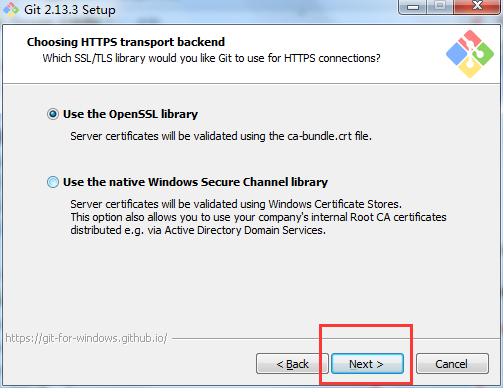 Git 2.13.3 Setup
Choosing HTTPS transport backend
Which SSL/TLS library would you like Git to use for HTTPS connections?
Use the OpenSSL library
Server certificates will be validated using the ca-bundle.crt file.
Use the native Windows Secure Channel library
Server certificates will be validated using Windows Certificate Stores.
This option also allows you to use your company's internal Root CA certificates
distributed e.g. via Active Directory Domain Services.
https://git-for-windows.github.io/
< Back
Next >
Cancel